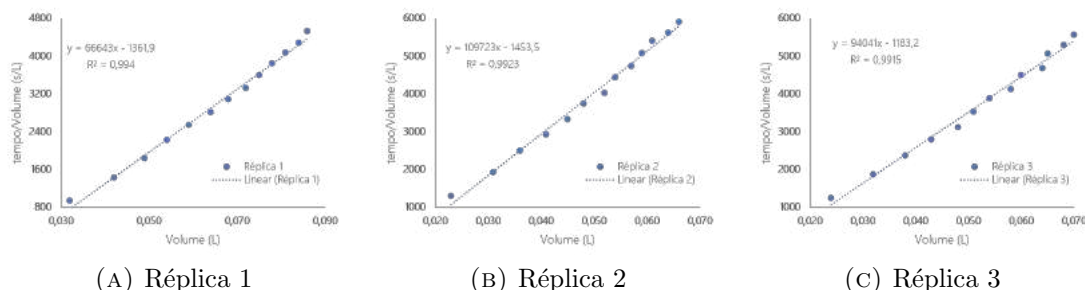 4800
4000
3200
2400
1600
800
tempo/Volume (s/L)
y = 66643x - 1361,9
R² = 0,994
Réplica 1
Linear (Réplica 1)
0,030
0,050
0,070
0,090
Volume (L)
(A) Réplica 1
6000
5000
4000
3000
2000
1000
tempo/Volume (s/L)
y = 109723x - 1453,5
R² = 0,9923
Réplica 2
Linear (Réplica 2)
0,020
0,030
0,040
0,050
0,060
0,070
Volume (L)
(B) Réplica 2
6000
5000
4000
3000
2000
1000
tempo/Volume (s/L)
y = 94041x - 1183,2
R² = 0,9915
Réplica 3
Linear (Réplica 3)
0,020
0,030
0,040
0,050
0,060
0,070
Volume (L)
(C) Réplica 3